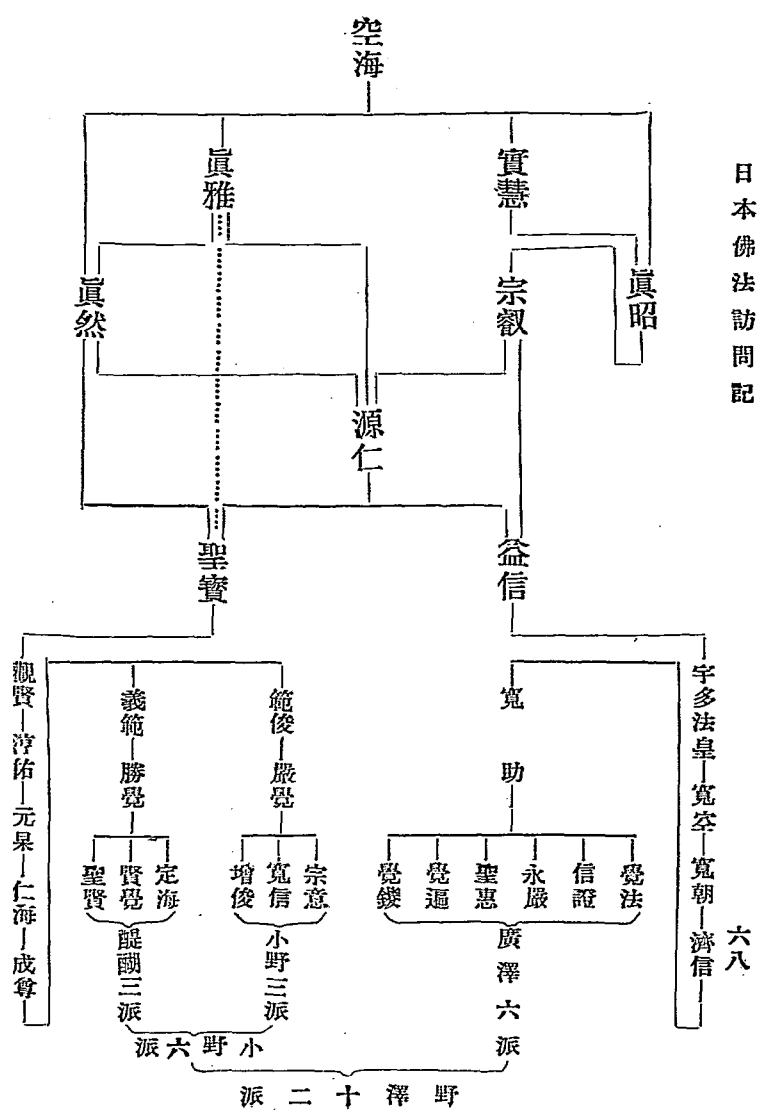 日本佛法訪問記
空海
實慧
眞雅
眞昭
宗叡
眞然
源仁
益信
聖寶
宇多法皇—寬空—寬朝—濟信
寬助
覺法
信證
永嚴
聖惠
覺遍
覺鑁
廣澤六派
觀賢—淳佑—元杲—仁海—成尊
範俊—嚴覺
宗意
寬信
增俊
小野三派
義範—勝覺
定海
賢覺
聖賢
醍醐三派
小野六派
野澤十二派
六八